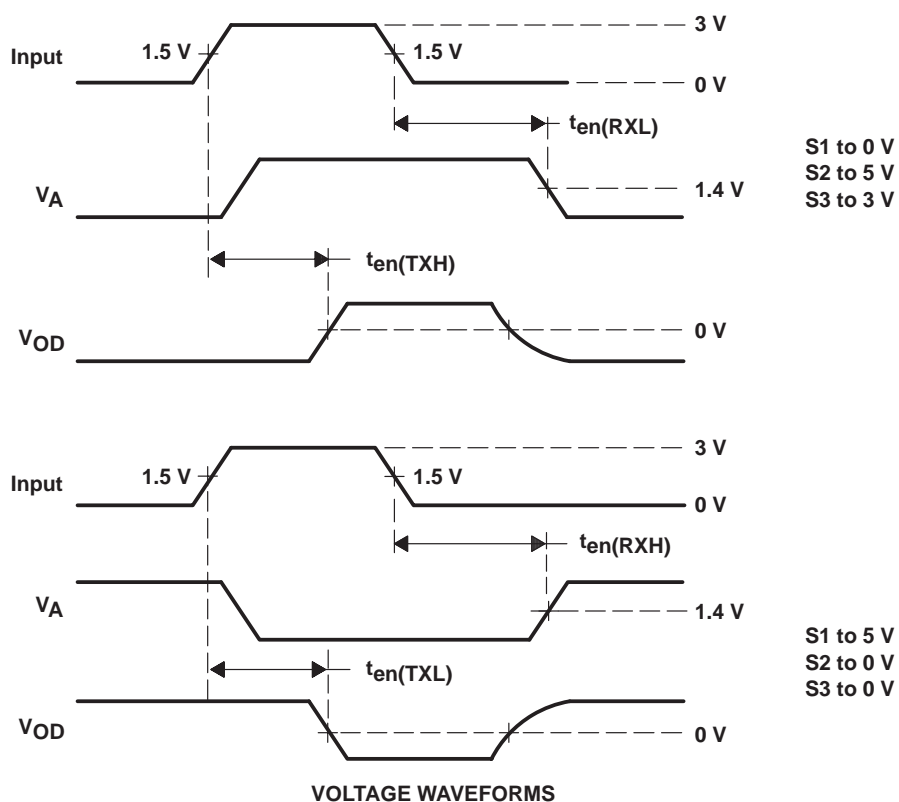 3 V
Input 1.5 V 1.5 V
0 V
ten(RXL)
S1 to 0 V
S2 to 5 V
S3 to 3 V
VA 1.4 V
ten(TXH)
VOD 0 V
3 V
Input 1.5 V 1.5 V
0 V
ten(RXH)
VA 1.4 V
S1 to 5 V
S2 to 0 V
S3 to 0 V
ten(TXL)
VOD 0 V
VOLTAGE WAVEFORMS